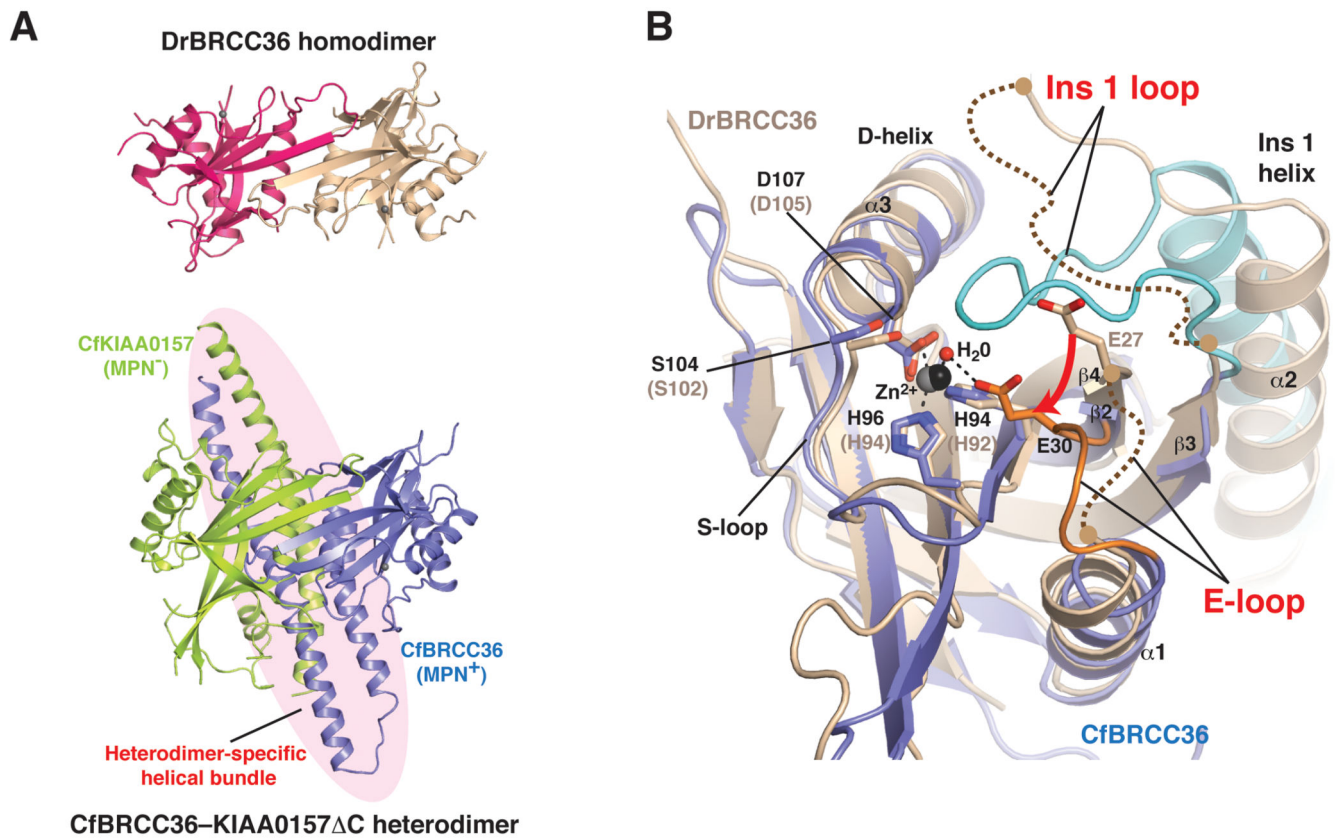 A
DrBRCC36 homodimer
CfKIAA0157
(MPN⁻)
CfBRCC36
(MPN⁺)
Heterodimer-specific
helical bundle
CfBRCC36–KIAA0157ΔC heterodimer
B
Ins 1 loop
DrBRCC36
D-helix
Ins 1
helix
D107
(D105)
α3
S104
(S102)
H₂0
E27
Zn²⁺
β4
α2
H96
(H94)
H94
(H92)
β2
E30
β3
S-loop
E-loop
α1
CfBRCC36